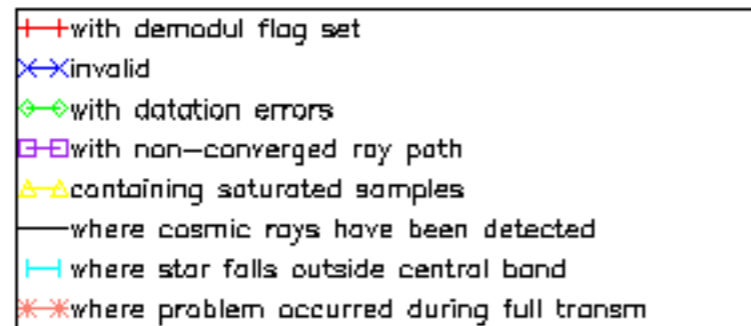 with demodul flag set
invalid
with datation errors
with non-converged ray path
containing saturated samples
where cosmic rays have been detected
where star falls outside central band
where problem occurred during full transm